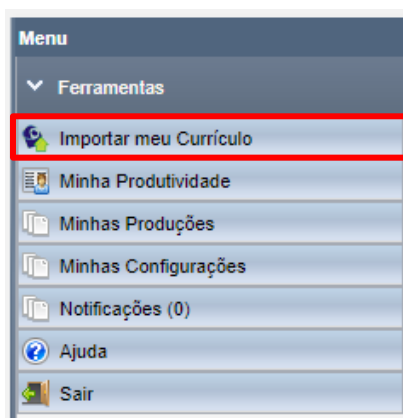 Menu
Ferramentas
Importar meu Currículo
Minha Produtividade
Minhas Produções
Minhas Configurações
Notificações (0)
Ajuda
Sair